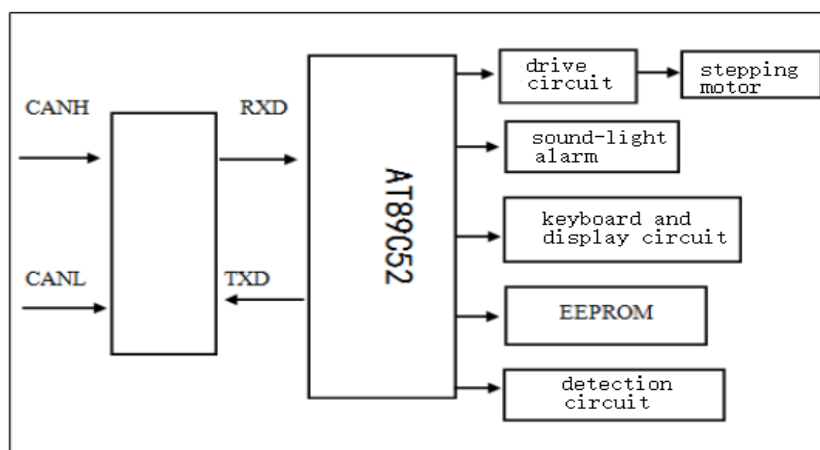 CANH
RXD
CANL
TXD
AT89C52
drive
circuit
stepping
motor
sound-light
alarm
keyboard and
display circuit
EEPROM
detection
circuit